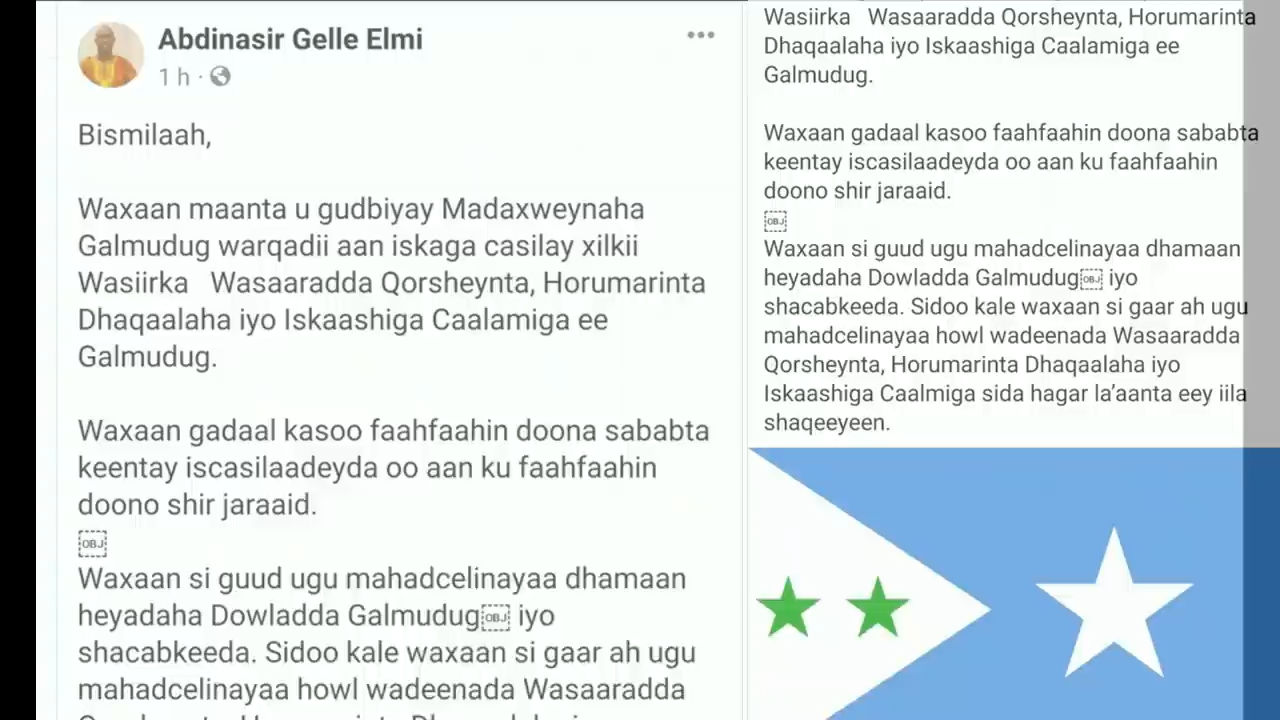 Abdinasir Gelle Elmi
1 h ·
Bismilaah,
Waxaan maanta u gudbiyay Madaxweynaha
Galmudug warqadii aan iskaga casilay xilkii
Wasiirka Wasaaradda Qorsheynta, Horumarinta
Dhaqaalaha iyo Iskaashiga Caalamiga ee
Galmudug.
Waxaan gadaal kasoo faahfaahin doona sababta
keentay iscasilaadeyda oo aan ku faahfaahin
doono shir jaraaid.
OBJ
Waxaan si guud ugu mahadcelinayaa dhamaan
heyadaha Dowladda Galmudug OBJ iyo
shacabkeeda. Sidoo kale waxaan si gaar ah ugu
mahadcelinayaa howl wadeenada Wasaaradda
Wasiirka Wasaaradda Qorsheynta, Horumarinta
Dhaqaalaha iyo Iskaashiga Caalamiga ee
Galmudug.
Waxaan gadaal kasoo faahfaahin doona sababta
keentay iscasilaadeyda oo aan ku faahfaahin
doono shir jaraaid.
OBJ
Waxaan si guud ugu mahadcelinayaa dhamaan
heyadaha Dowladda Galmudug OBJ iyo
shacabkeeda. Sidoo kale waxaan si gaar ah ugu
mahadcelinayaa howl wadeenada Wasaaradda
Qorsheynta, Horumarinta Dhaqaalaha iyo
Iskaashiga Caalmiga sida hagar la’aanta eey iila
shaqeeyeen.